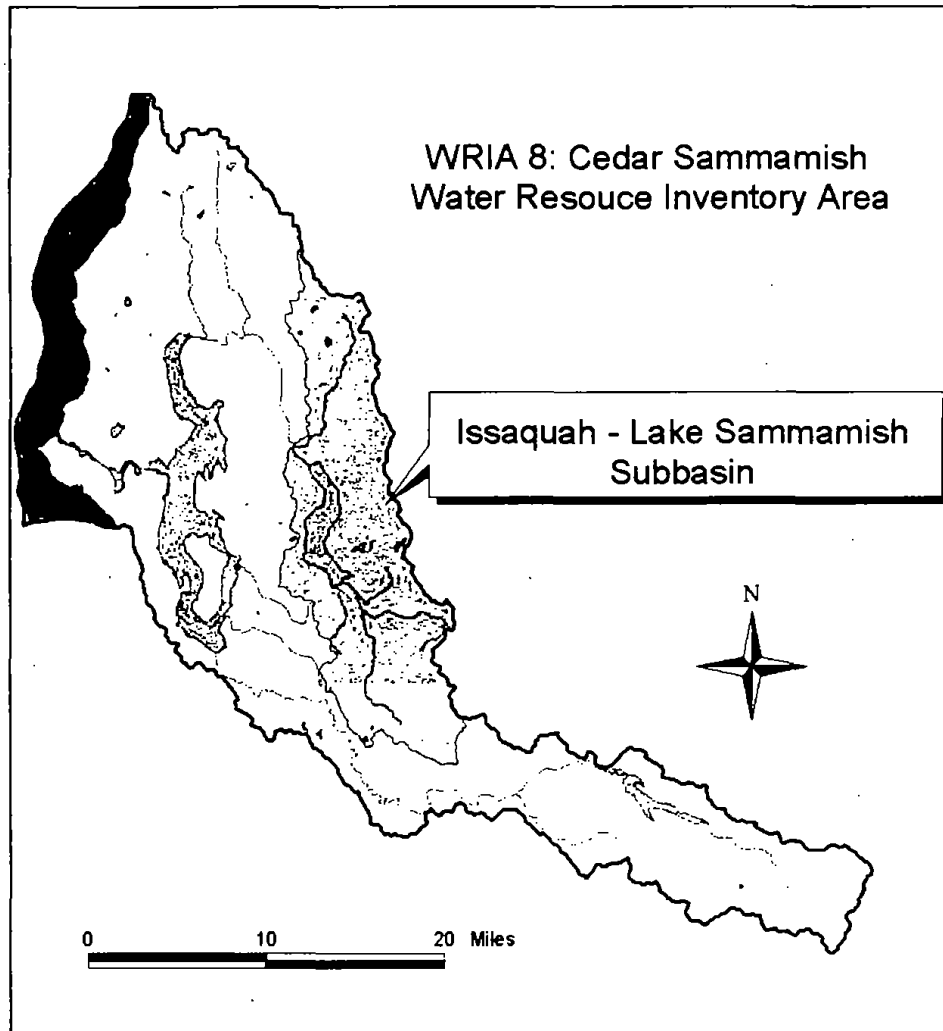 WRIA 8: Cedar Sammamish
Water Resouce Inventory Area
Issaquah - Lake Sammamish
Subbasin
N
0 10 20 Miles